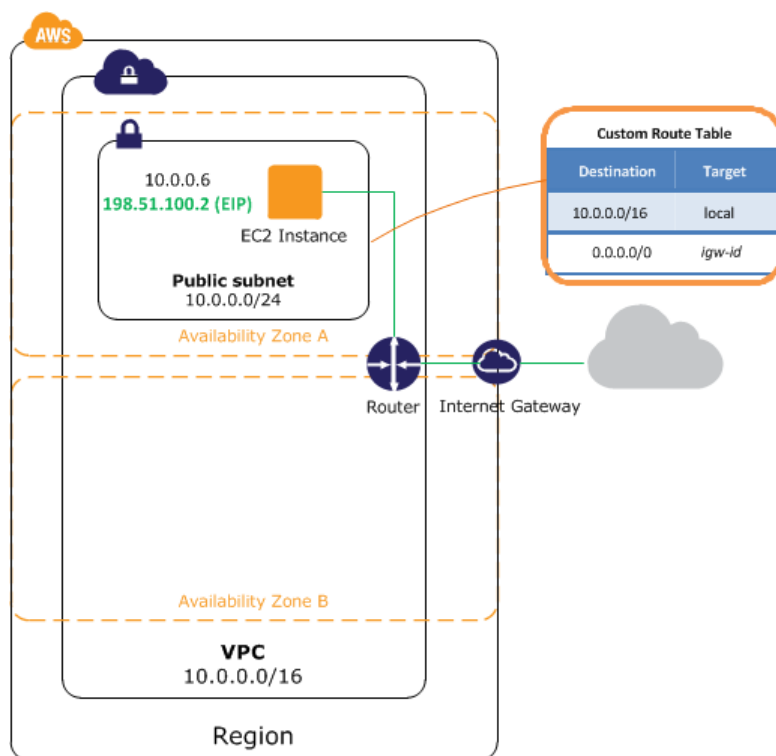 AWS
10.0.0.6
198.51.100.2 (EIP)
EC2 Instance
Public subnet
10.0.0.0/24
Availability Zone A
Custom Route Table
Destination Target
10.0.0.0/16 local
0.0.0.0/0 igw-id
Router
Internet Gateway
Availability Zone B
VPC
10.0.0.0/16
Region